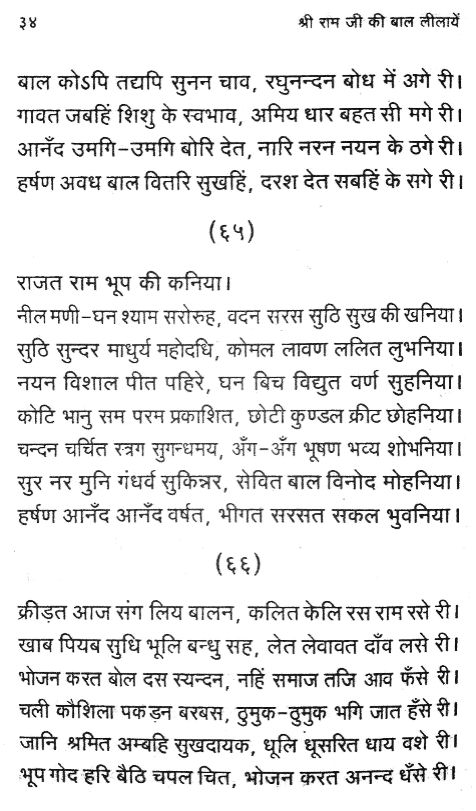 ३४ श्री राम जी की बाल लीलायें
बाल कोऽपि तद्यपि सुनन चाव, रघुनन्दन बोध में अगे री।
गावत जबहिं शिशु के स्वभाव, अमिय धार बहत सी मगे री।
आनँद उमगि-उमगि बोरि देत, नारि नरन नयन के ठगे री।
हर्षण अवध बाल वितरि सुखहिं, दरश देत सबहिं के सगे री।
(६५)
राजत राम भूप की कनिया।
नील मणी-घन श्याम सरोरुह, वदन सरस सुठि सुख की खनिया।
सुठि सुन्दर माधुर्य महोदधि, कोमल लावण ललित लुभनिया।
नयन विशाल पीत पहिरे, घन बिच विद्युत वर्ण सुहनिया।
कोटि भानु सम परम प्रकाशित, छोटी कुण्डल क्रीट छोहनिया।
चन्दन चर्चित स्त्रग सुगन्धमय, अँग-अँग भूषण भव्य शोभनिया।
सुर नर मुनि गंधर्व सुकिन्नर, सेवित बाल विनोद मोहनिया।
हर्षण आनँद आनँद वर्षत, भीगत सरसत सकल भुवनिया।
(६६)
क्रीड़त आज संग लिय बालन, कलित केलि रस राम रसे री।
खाब पियब सुधि भूलि बन्धु सह, लेत लेवावत दाँव लसे री।
भोजन करत बोल दस स्यन्दन, नहिं समाज तजि आव फँसे री।
चली कौशिला पकड़न बरबस, ठुमुक-ठुमुक भगि जात हँसे री।
जानि श्रमित अम्बहि सुखदायक, धूलि धूसरित धाय वशे री।
भूप गोद हरि बैठि चपल चित, भोजन करत अनन्द धँसे री।